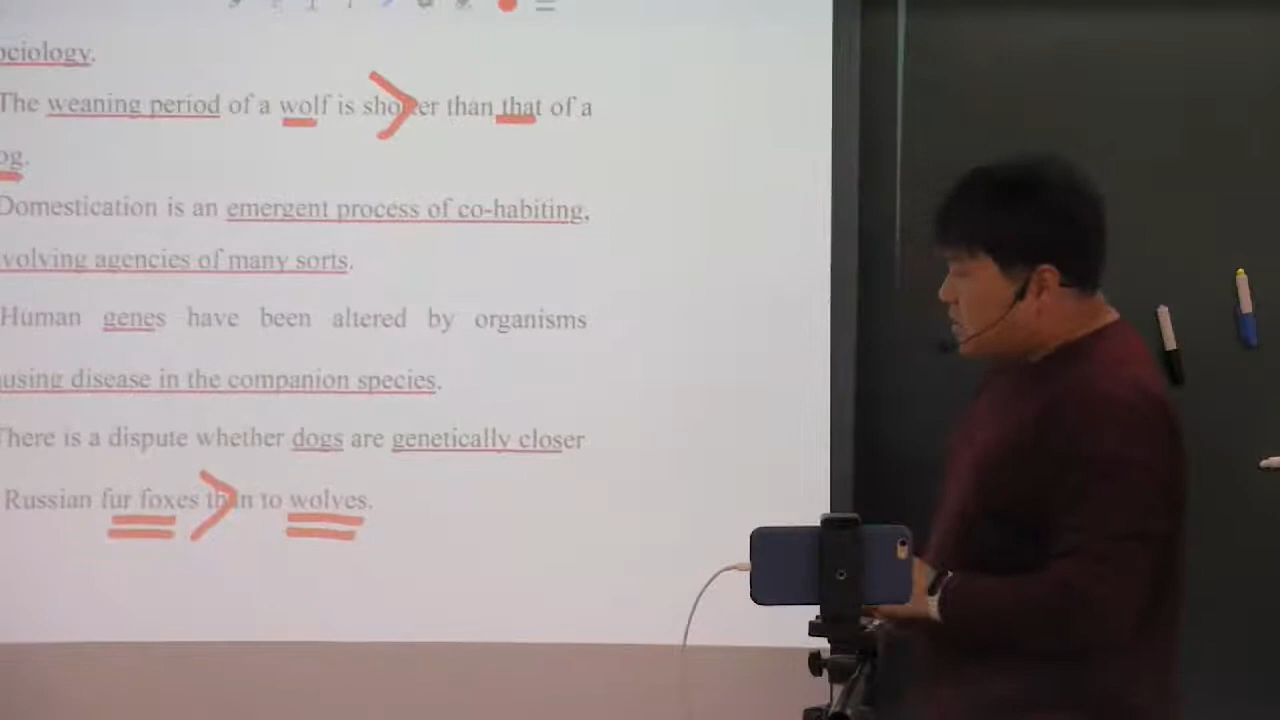 ociology.
The weaning period of a wolf is shorter than that of a
og.
Domestication is an emergent process of co-habiting,
volving agencies of many sorts.
Human genes have been altered by organisms
using disease in the companion species.
There is a dispute whether dogs are genetically closer
Russian fur foxes than to wolves.